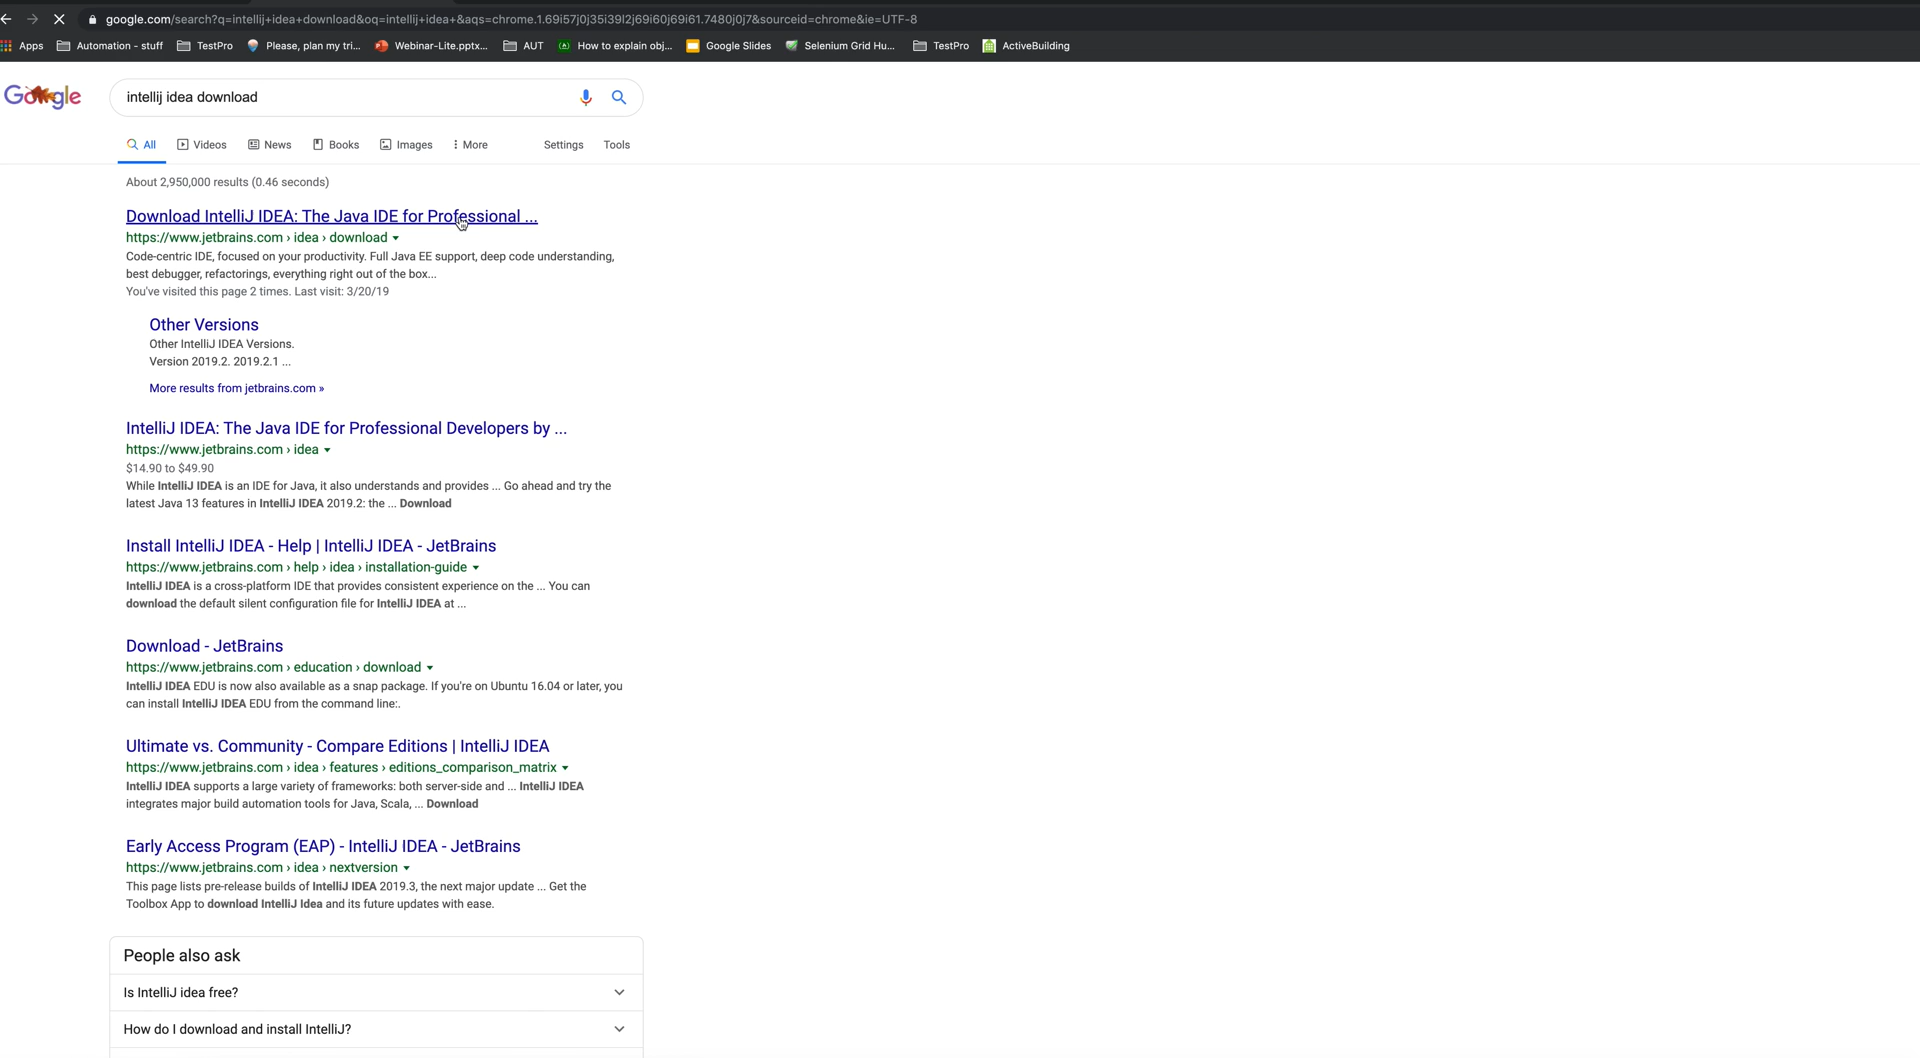 google.com/search?q=intellij+idea+download&oq=intellij+idea+&aqs=chrome.1.69i57j0j35i39l2j69i60j69i61.7480j0j7&sourceid=chrome&ie=UTF-8
Apps Automation - stuff TestPro Please, plan my tri... Webinar-Lite.pptx... AUT How to explain obj... Google Slides Selenium Grid Hu... TestPro ActiveBuilding
Google
intellij idea download
All Videos News Books Images More Settings Tools
About 2,950,000 results (0.46 seconds)
Download IntelliJ IDEA: The Java IDE for Professional ...
https://www.jetbrains.com › idea › download
Code-centric IDE, focused on your productivity. Full Java EE support, deep code understanding,
best debugger, refactorings, everything right out of the box...
You've visited this page 2 times. Last visit: 3/20/19
Other Versions
Other IntelliJ IDEA Versions.
Version 2019.2. 2019.2.1 ...
More results from jetbrains.com »
IntelliJ IDEA: The Java IDE for Professional Developers by ...
https://www.jetbrains.com › idea
$14.90 to $49.90
While IntelliJ IDEA is an IDE for Java, it also understands and provides ... Go ahead and try the
latest Java 13 features in IntelliJ IDEA 2019.2: the ... Download
Install IntelliJ IDEA - Help | IntelliJ IDEA - JetBrains
https://www.jetbrains.com › help › idea › installation-guide
IntelliJ IDEA is a cross-platform IDE that provides consistent experience on the ... You can
download the default silent configuration file for IntelliJ IDEA at ...
Download - JetBrains
https://www.jetbrains.com › education › download
IntelliJ IDEA EDU is now also available as a snap package. If you're on Ubuntu 16.04 or later, you
can install IntelliJ IDEA EDU from the command line:.
Ultimate vs. Community - Compare Editions | IntelliJ IDEA
https://www.jetbrains.com › idea › features › editions_comparison_matrix
IntelliJ IDEA supports a large variety of frameworks: both server-side and ... IntelliJ IDEA
integrates major build automation tools for Java, Scala, ... Download
Early Access Program (EAP) - IntelliJ IDEA - JetBrains
https://www.jetbrains.com › idea › nextversion
This page lists pre-release builds of IntelliJ IDEA 2019.3, the next major update ... Get the
Toolbox App to download IntelliJ Idea and its future updates with ease.
People also ask
Is IntelliJ idea free?
How do I download and install IntelliJ?